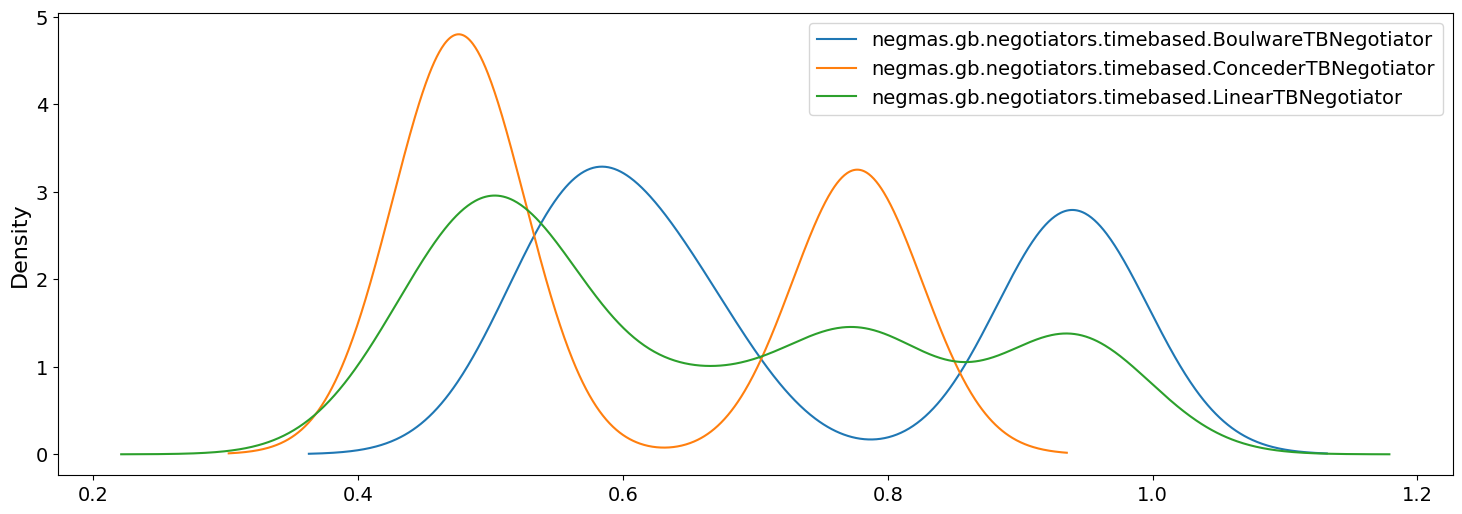 5
4
3
2
1
0
Density
negmas.gb.negotiators.timebased.BoulwareTBNegotiator
negmas.gb.negotiators.timebased.ConcederTBNegotiator
negmas.gb.negotiators.timebased.LinearTBNegotiator
0.2 0.4 0.6 0.8 1.0 1.2